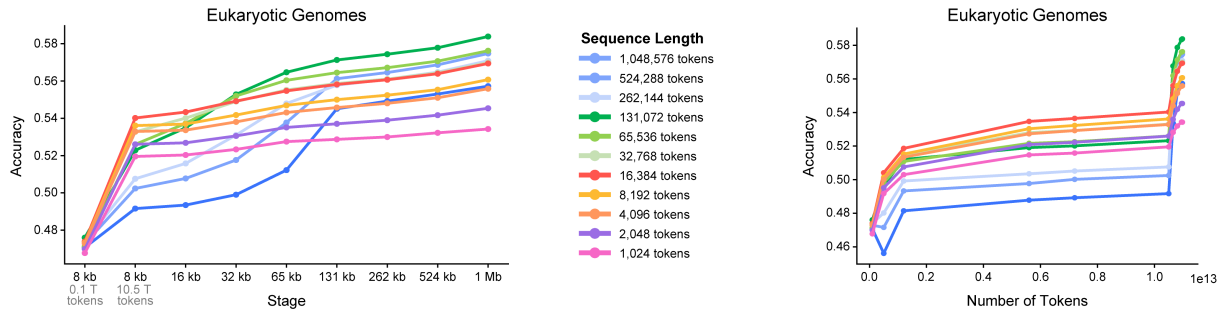 Eukaryotic Genomes
Accuracy
0.58
0.56
0.54
0.52
0.50
0.48
8 kb
0.1 T
tokens
8 kb
10.5 T
tokens
16 kb
32 kb
65 kb
131 kb
262 kb
524 kb
1 Mb
Stage
Sequence Length
1,048,576 tokens
524,288 tokens
262,144 tokens
131,072 tokens
65,536 tokens
32,768 tokens
16,384 tokens
8,192 tokens
4,096 tokens
2,048 tokens
1,024 tokens
Eukaryotic Genomes
Accuracy
0.58
0.56
0.54
0.52
0.50
0.48
0.46
0.0
0.2
0.4
0.6
0.8
1.0
1e13
Number of Tokens